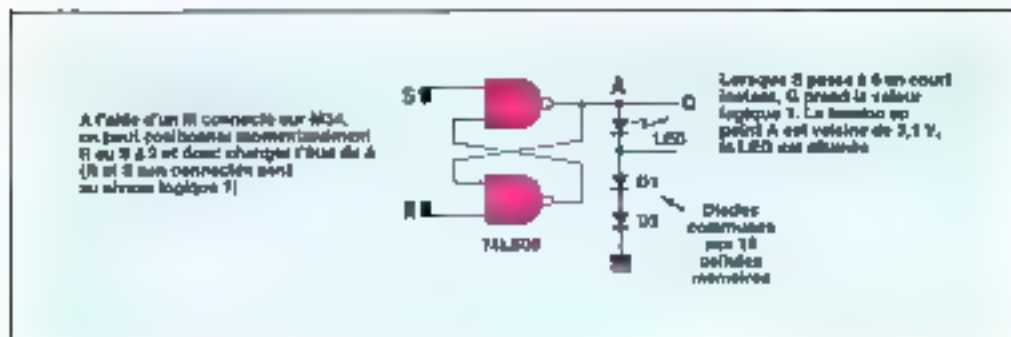 A l'aide d'un fil connecté sur M34,
on peut positionner momentanément
R ou S à 0 et donc changer l'état de A
(R et S non connectés sont
au niveau logique 1)
S
R
74LS00
A
Q
LED
D1
D2
Diodes
communes
aux 16
cellules
mémoires
Lorsque S passe à 0 un court
instant, Q prend la valeur
logique 1. La tension au
point A est voisine de 3,1 V,
la LED est allumée